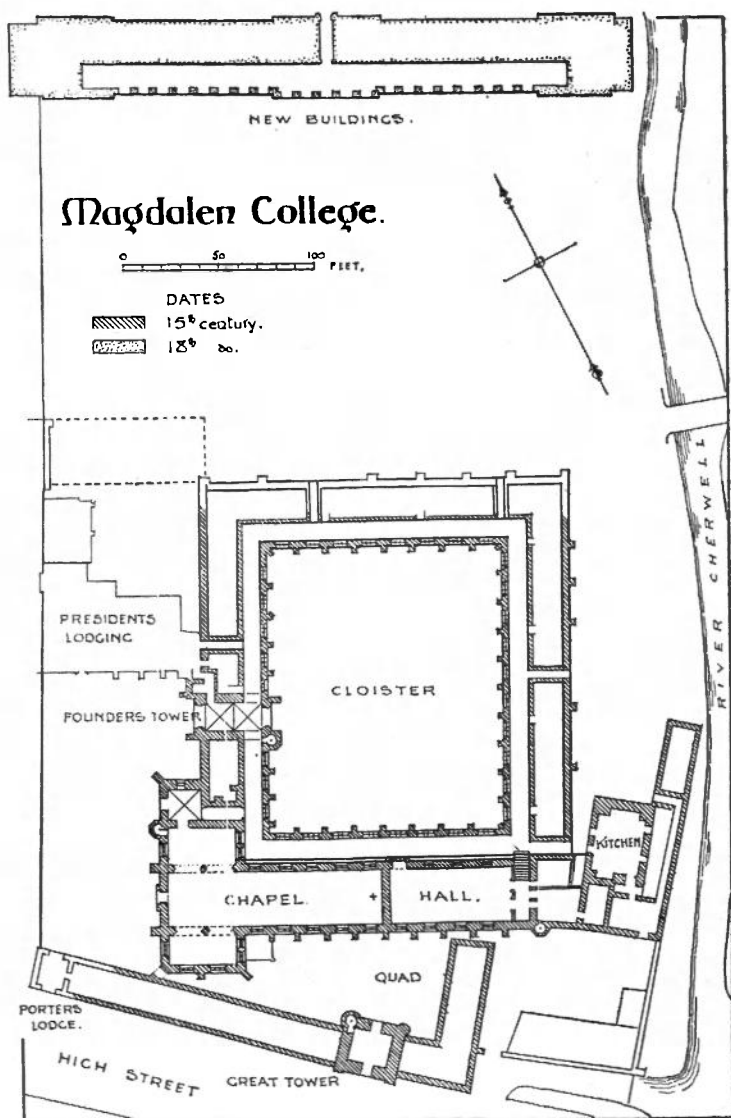 NEW BUILDINGS.
Magdalen College.
0 50 100
FEET.
DATES
15th century.
18th do.
RIVER CHERWELL
PRESIDENTS
LODGING
CLOISTER
FOUNDERS TOWER
KITCHEN
CHAPEL.
HALL.
QUAD
PORTERS
LODGE.
HIGH STREET
GREAT TOWER